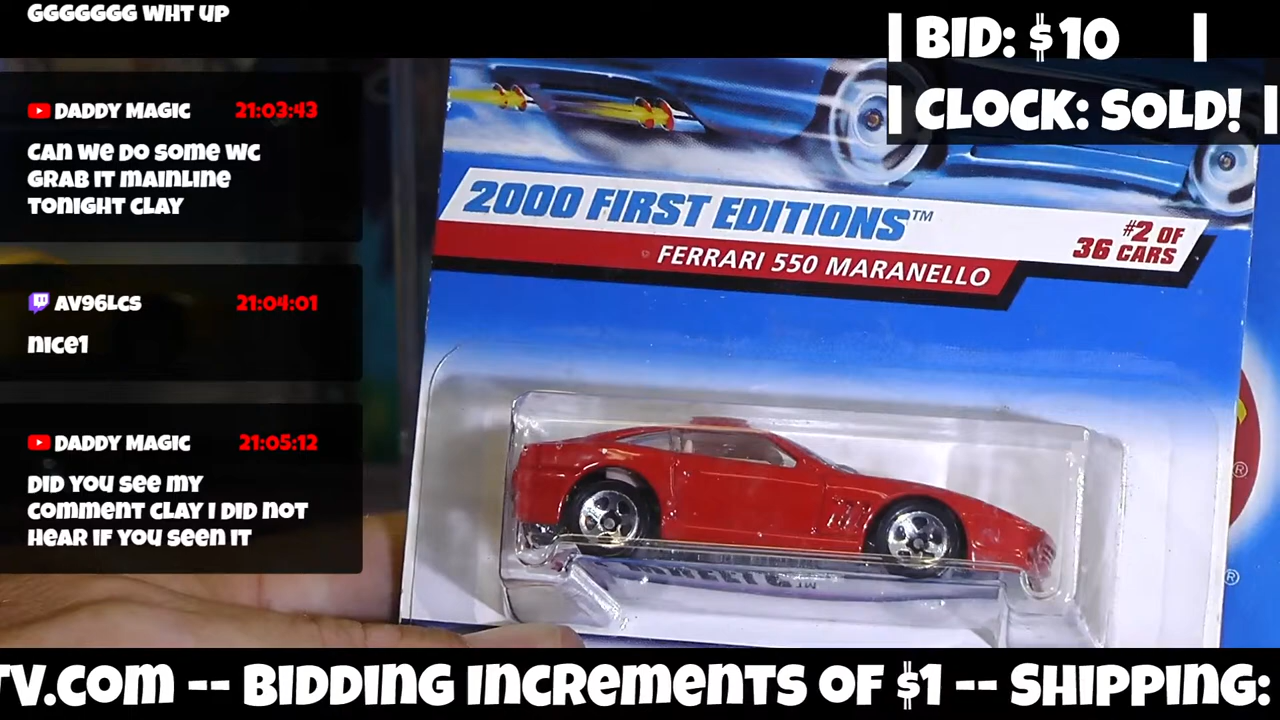 GGGGGGG WHT UP
DADDY MAGIC 21:03:43
CAN WE DO SOME WC
GRAB IT MAINLINE
TONIGHT CLAY
AV96LCS 21:04:01
NICE1
DADDY MAGIC 21:05:12
DID YOU SEE MY
COMMENT CLAY I DID NOT
HEAR IF YOU SEEN IT
| BID: $10 |
| CLOCK: SOLD! |
2000 FIRST EDITIONS™
#2 OF
36 CARS
FERRARI 550 MARANELLO
®
®
TV.COM -- BIDDING INCREMENTS OF $1 -- SHIPPING: